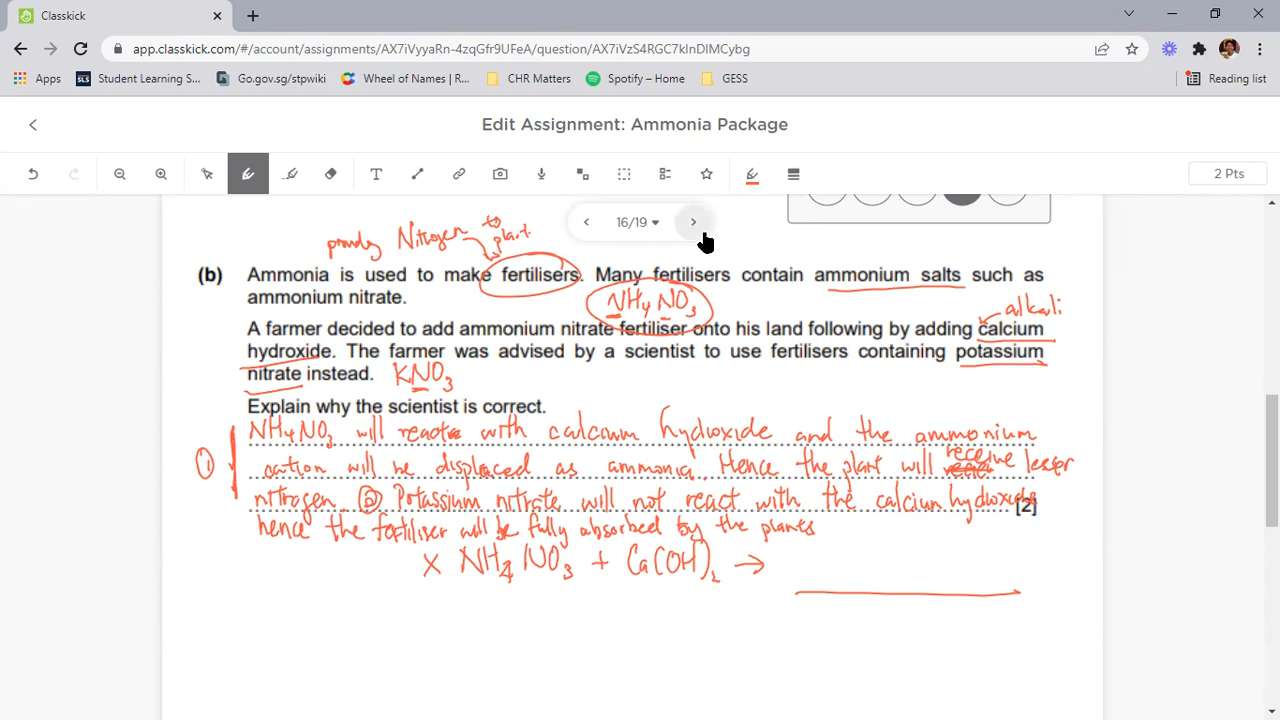 Classkick
app.classkick.com/#/account/assignments/AX7iVyyaRn-4zqGfr9UFeA/question/AX7iVzS4RGC7kInDIMCybg
Apps
Student Learning S...
Go.gov.sg/stpwiki
Wheel of Names | R...
CHR Matters
Spotify – Home
GESS
Reading list
Edit Assignment: Ammonia Package
T
2 Pts
16/19
Nitrogen to
plant
(b) Ammonia is used to make fertilisers. Many fertilisers contain ammonium salts such as
ammonium nitrate.
NH4NO3
alkali
A farmer decided to add ammonium nitrate fertiliser onto his land following by adding calcium
hydroxide. The farmer was advised by a scientist to use fertilisers containing potassium
nitrate instead. KNO3
Explain why the scientist is correct.
NH4NO3 will react with calcium hydroxide and the ammonium
① cation will be displaced as ammonia. Hence the plant will receive lesser
nitrogen. ② Potassium nitrate will not react with the calcium hydroxide [2]
hence the fertiliser will be fully absorbed by the plants
x NH4NO3 + Ca(OH)2 →